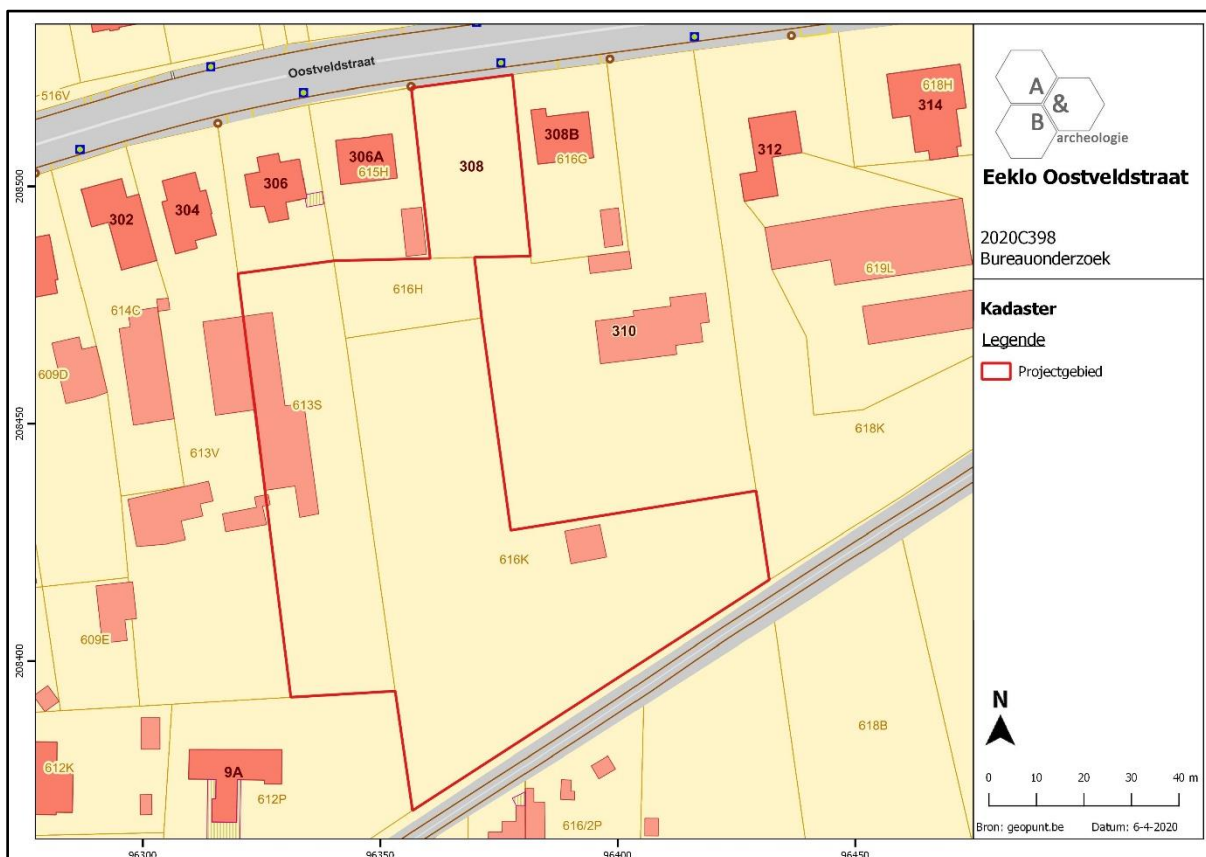 Oostveldstraat
516V
618H
314
308B
616G
312
306A
615H
308
306
304
302
619L
616H
614C
310
609D
613S
618K
613V
616K
609E
618B
9A
612K
612P
616/2P
208500
208450
208400
96300
96350
96400
96450
A
&
B
archeologie
Eeklo Oostveldstraat
2020C398
Bureauonderzoek
Kadaster
Legende
Projectgebied
N
0 10 20 30 40 m
Bron: geopunt.be Datum: 6-4-2020